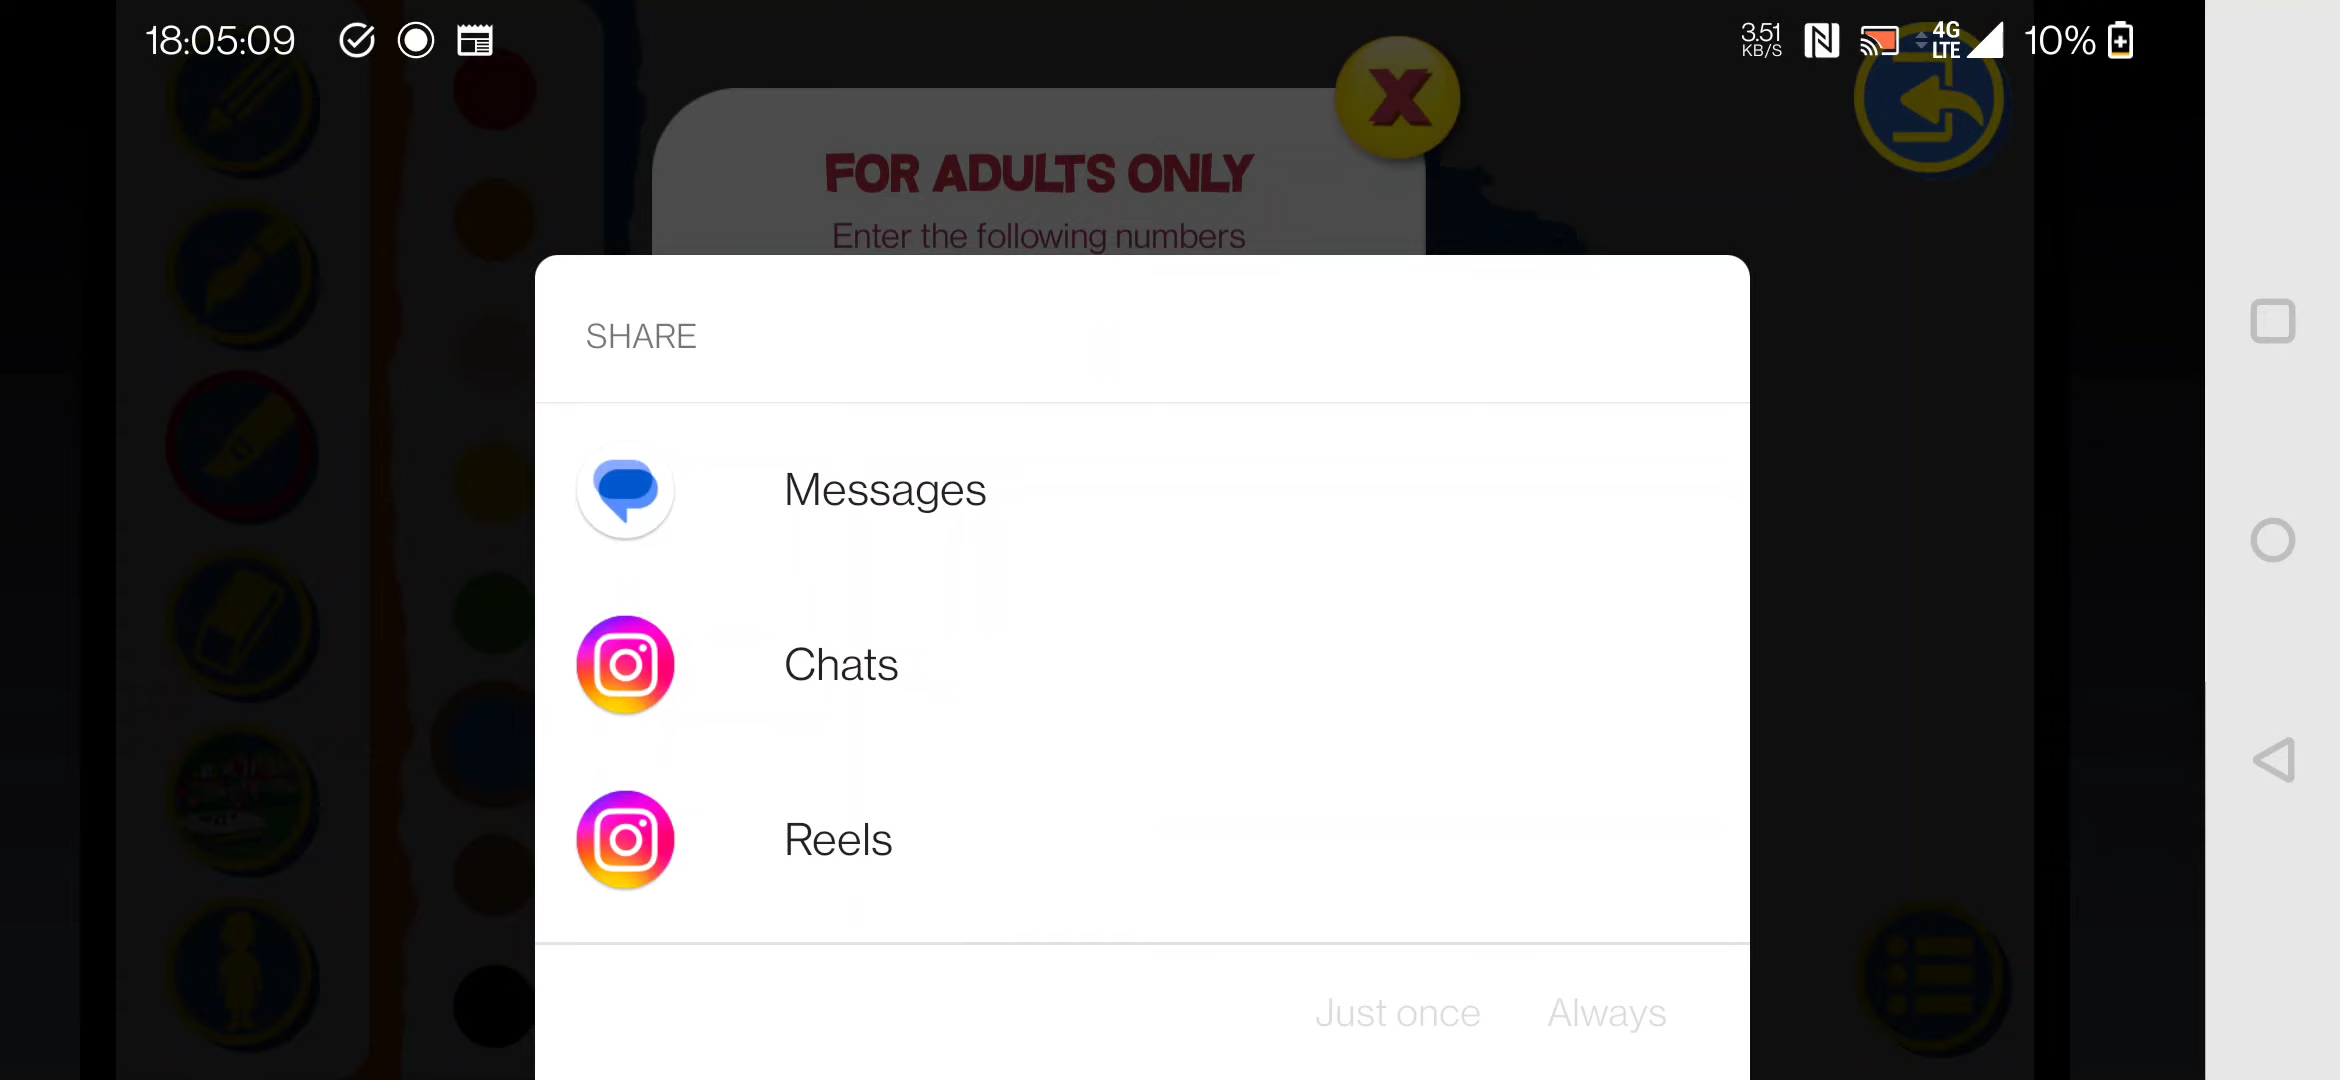 18:05:09
3.51
KB/S
4G
LTE
10%
X
FOR ADULTS ONLY
Enter the following numbers
SHARE
Messages
Chats
Reels
Just once
Always